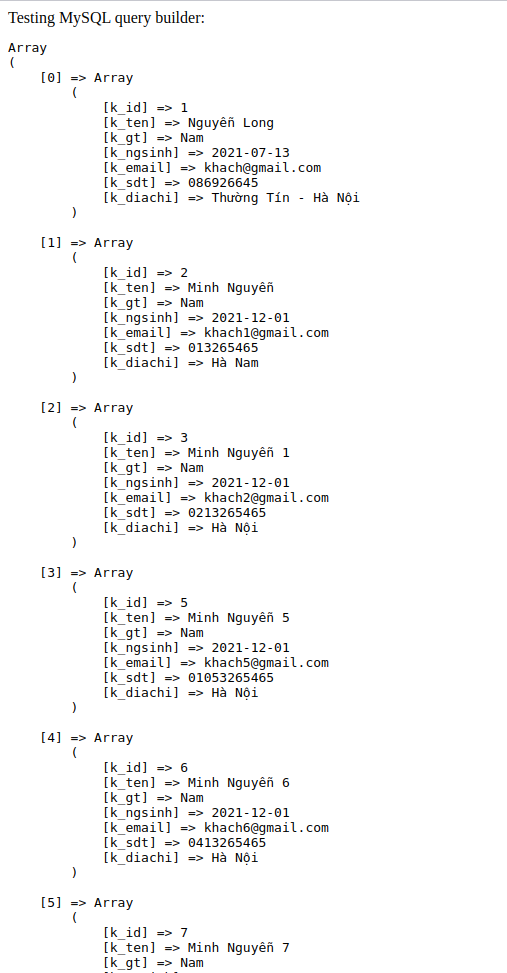 Testing MySQL query builder:
Array
(
    [0] => Array
        (
            [k_id] => 1
            [k_ten] => Nguyễn Long
            [k_gt] => Nam
            [k_ngsinh] => 2021-07-13
            [k_email] => khach@gmail.com
            [k_sdt] => 086926645
            [k_diachi] => Thường Tín - Hà Nội
        )
    [1] => Array
        (
            [k_id] => 2
            [k_ten] => Minh Nguyễn
            [k_gt] => Nam
            [k_ngsinh] => 2021-12-01
            [k_email] => khach1@gmail.com
            [k_sdt] => 013265465
            [k_diachi] => Hà Nam
        )
    [2] => Array
        (
            [k_id] => 3
            [k_ten] => Minh Nguyễn 1
            [k_gt] => Nam
            [k_ngsinh] => 2021-12-01
            [k_email] => khach2@gmail.com
            [k_sdt] => 0213265465
            [k_diachi] => Hà Nội
        )
    [3] => Array
        (
            [k_id] => 5
            [k_ten] => Minh Nguyễn 5
            [k_gt] => Nam
            [k_ngsinh] => 2021-12-01
            [k_email] => khach5@gmail.com
            [k_sdt] => 01053265465
            [k_diachi] => Hà Nội
        )
    [4] => Array
        (
            [k_id] => 6
            [k_ten] => Minh Nguyễn 6
            [k_gt] => Nam
            [k_ngsinh] => 2021-12-01
            [k_email] => khach6@gmail.com
            [k_sdt] => 0413265465
            [k_diachi] => Hà Nội
        )
    [5] => Array
        (
            [k_id] => 7
            [k_ten] => Minh Nguyễn 7
            [k_gt] => Nam